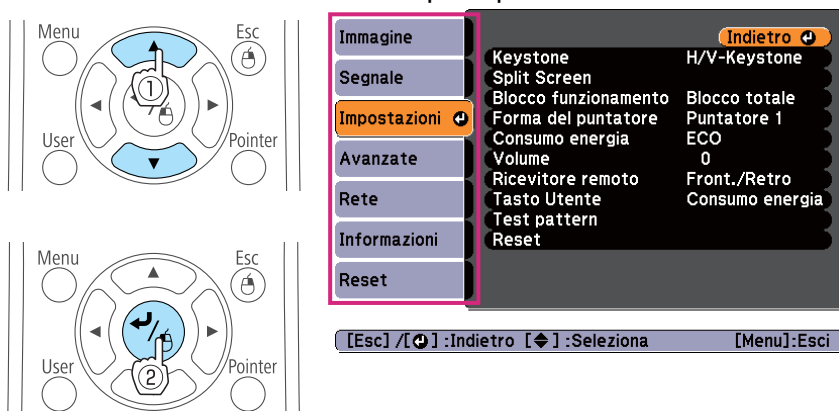 Menu
Esc
1
User
Pointer
Menu
Esc
User
2
Pointer
Immagine
Segnale
Impostazioni
Avanzate
Rete
Informazioni
Reset
Indietro
Keystone H/V-Keystone
Split Screen
Blocco funzionamento Blocco totale
Forma del puntatore Puntatore 1
Consumo energia ECO
Volume 0
Ricevitore remoto Front./Retro
Tasto Utente Consumo energia
Test pattern
Reset
[Esc] /[⏎] :Indietro [◆] :Seleziona [Menu]:Esci